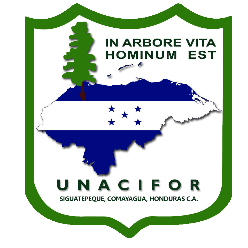 IN ARBORE VITA
HOMINUM EST
UNACIFOR
SIGUATEPEQUE, COMAYAGUA, HONDURAS C.A.